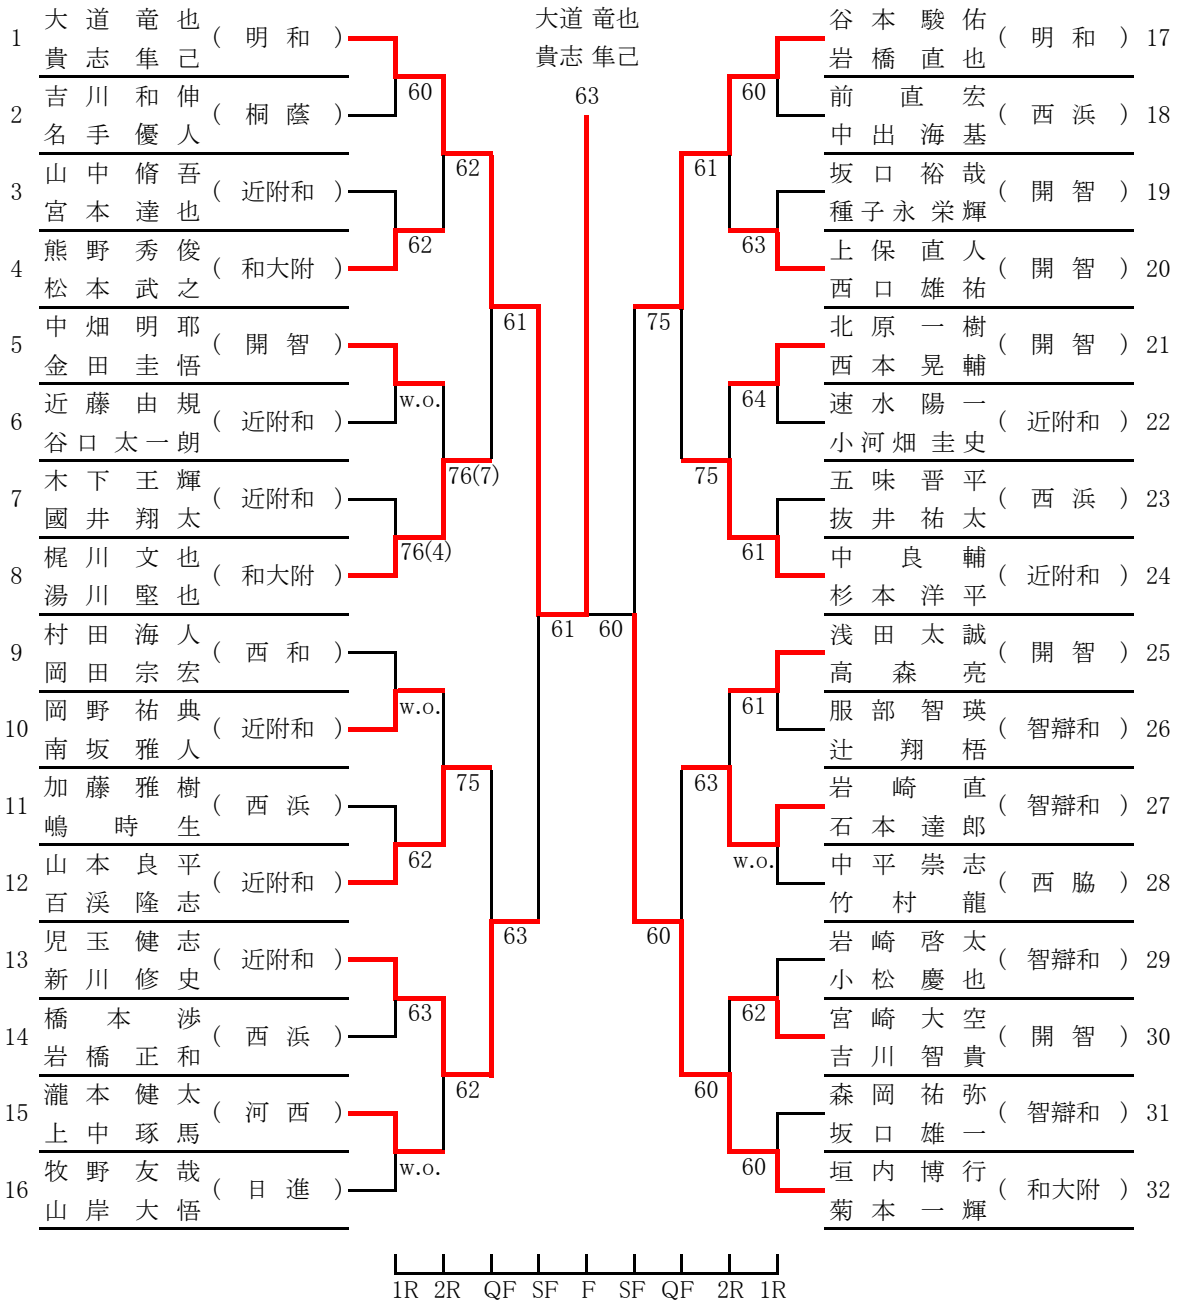 大道 竜也
貴志 隼己
63
1 大道竜也 貴志隼己 ( 明和 )
2 吉川和伸 名手優人 ( 桐蔭 )
3 山中脩吾 宮本達也 ( 近附和 )
4 熊野秀俊 松本武之 ( 和大附 )
5 中畑明耶 金田圭悟 ( 開智 )
6 近藤由規 谷口太一朗 ( 近附和 )
7 木下王輝 國井翔太 ( 近附和 )
8 梶川文也 湯川堅也 ( 和大附 )
9 村田海人 岡田宗宏 ( 西和 )
10 岡野祐典 南坂雅人 ( 近附和 )
11 加藤雅樹 嶋時生 ( 西浜 )
12 山本良平 百渓隆志 ( 近附和 )
13 児玉健志 新川修史 ( 近附和 )
14 橋本渉 岩橋正和 ( 西浜 )
15 瀧本健太 上中琢馬 ( 河西 )
16 牧野友哉 山岸大悟 ( 日進 )
60
62
w.o.
76(4)
w.o.
62
63
w.o.
62
76(7)
75
62
61
63
61
60
75
60
61
75
63
60
60
63
64
61
61
w.o.
62
60
谷本駿佑 岩橋直也 ( 明和 ) 17
前直宏 中出海基 ( 西浜 ) 18
坂口裕哉 種子永栄輝 ( 開智 ) 19
上保直人 西口雄祐 ( 開智 ) 20
北原一樹 西本晃輔 ( 開智 ) 21
速水陽一 小河畑圭史 ( 近附和 ) 22
五味晋平 抜井祐太 ( 西浜 ) 23
中良輔 杉本洋平 ( 近附和 ) 24
浅田太誠 高森亮 ( 開智 ) 25
服部智瑛 辻翔梧 ( 智辯和 ) 26
岩崎直 石本達郎 ( 智辯和 ) 27
中平崇志 竹村龍 ( 西脇 ) 28
岩崎啓太 小松慶也 ( 智辯和 ) 29
宮崎大空 吉川智貴 ( 開智 ) 30
森岡祐弥 坂口雄一 ( 智辯和 ) 31
垣内博行 菊本一輝 ( 和大附 ) 32
1R 2R QF SF F SF QF 2R 1R